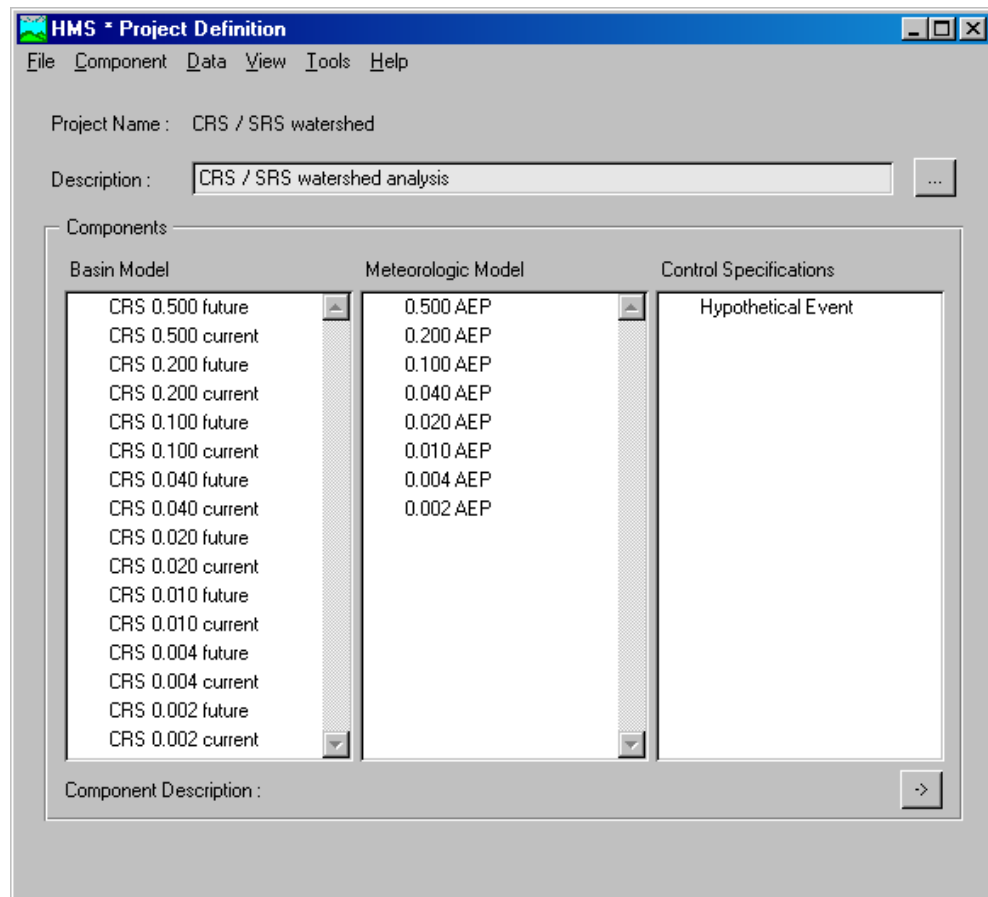 HMS * Project Definition
File Component Data View Tools Help
Project Name : CRS / SRS watershed
Description : CRS / SRS watershed analysis ...
Components
Basin Model Meteorologic Model Control Specifications
CRS 0.500 future 0.500 AEP Hypothetical Event
CRS 0.500 current 0.200 AEP
CRS 0.200 future 0.100 AEP
CRS 0.200 current 0.040 AEP
CRS 0.100 future 0.020 AEP
CRS 0.100 current 0.010 AEP
CRS 0.040 future 0.004 AEP
CRS 0.040 current 0.002 AEP
CRS 0.020 future
CRS 0.020 current
CRS 0.010 future
CRS 0.010 current
CRS 0.004 future
CRS 0.004 current
CRS 0.002 future
CRS 0.002 current
Component Description : ->